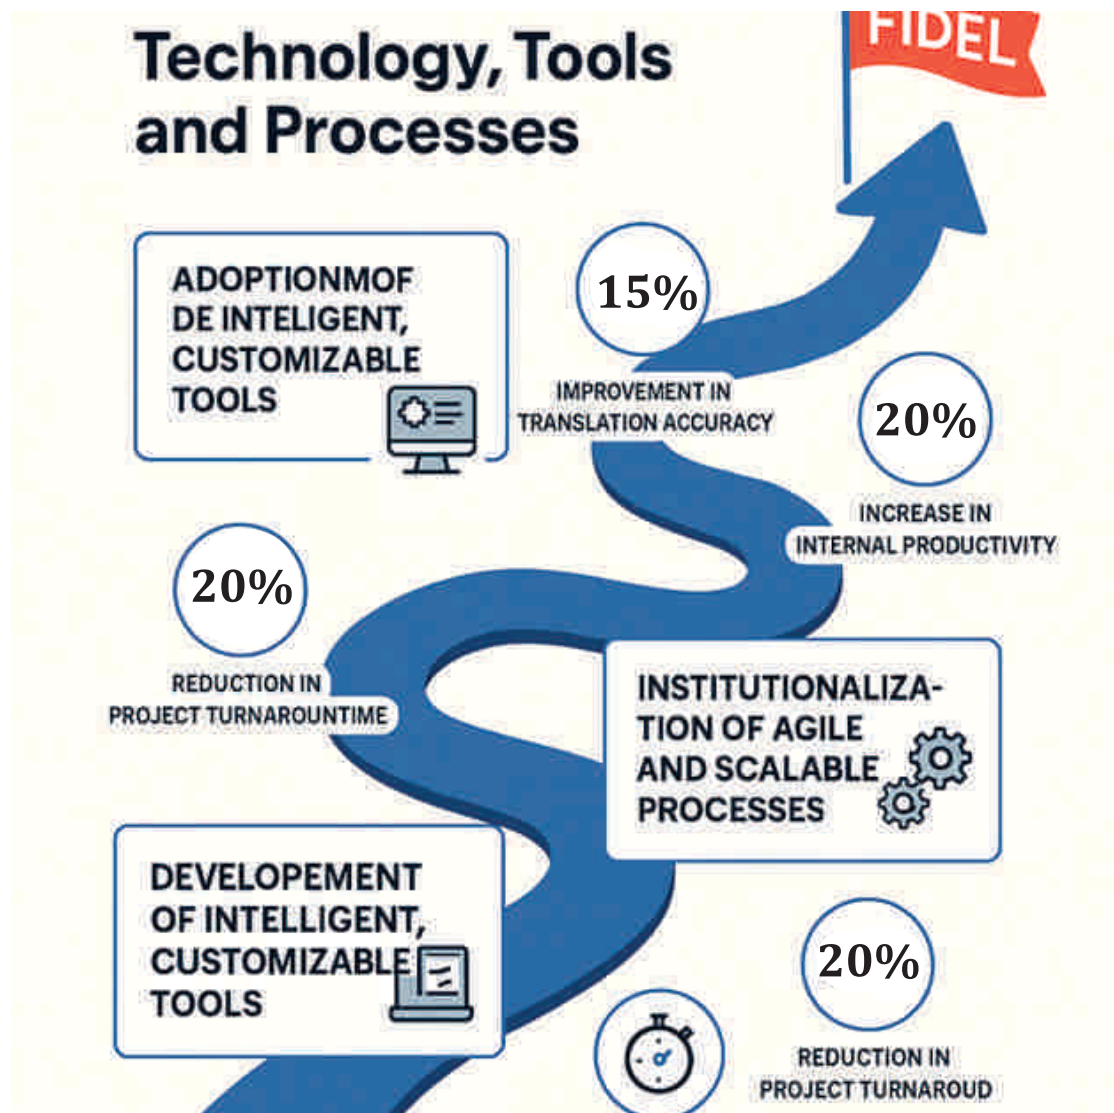 Technology, Tools
and Processes
FIDEL
ADOPTIONMOF
DE INTELIGENT,
CUSTOMIZABLE
TOOLS
15%
IMPROVEMENT IN
TRANSLATION ACCURACY
20%
INCREASE IN
INTERNAL PRODUCTIVITY
20%
REDUCTION IN
PROJECT TURNAROUNTIME
INSTITUTIONALIZA-
TION OF AGILE
AND SCALABLE
PROCESSES
DEVELOPEMENT
OF INTELLIGENT,
CUSTOMIZABLE
TOOLS
20%
REDUCTION IN
PROJECT TURNAROUD